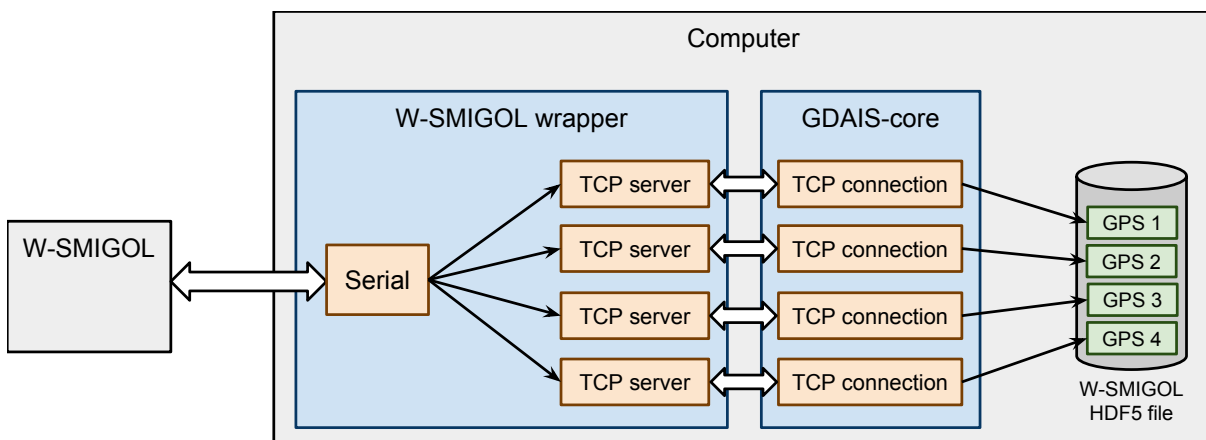 Computer
W-SMIGOL wrapper
GDAIS-core
TCP server
TCP connection
GPS 1
W-SMIGOL
Serial
TCP server
TCP connection
GPS 2
TCP server
TCP connection
GPS 3
TCP server
TCP connection
GPS 4
W-SMIGOL
HDF5 file